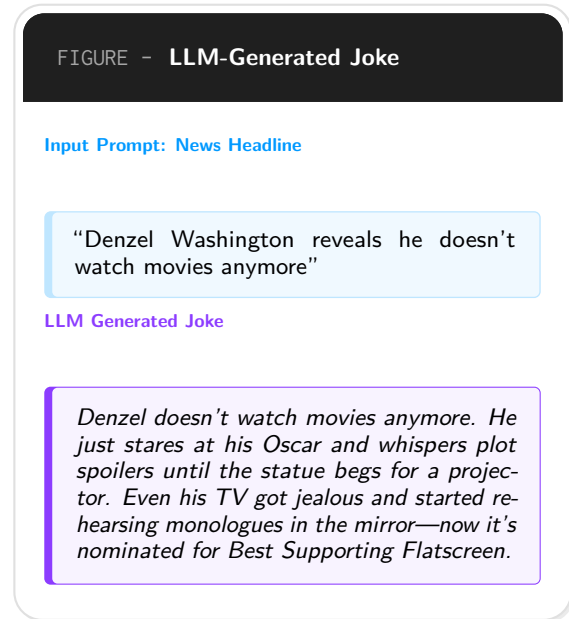 FIGURE – LLM-Generated Joke
Input Prompt: News Headline
“Denzel Washington reveals he doesn’t
watch movies anymore”
LLM Generated Joke
Denzel doesn’t watch movies anymore. He
just stares at his Oscar and whispers plot
spoilers until the statue begs for a projec-
tor. Even his TV got jealous and started re-
hearsing monologues in the mirror—now it’s
nominated for Best Supporting Flatscreen.